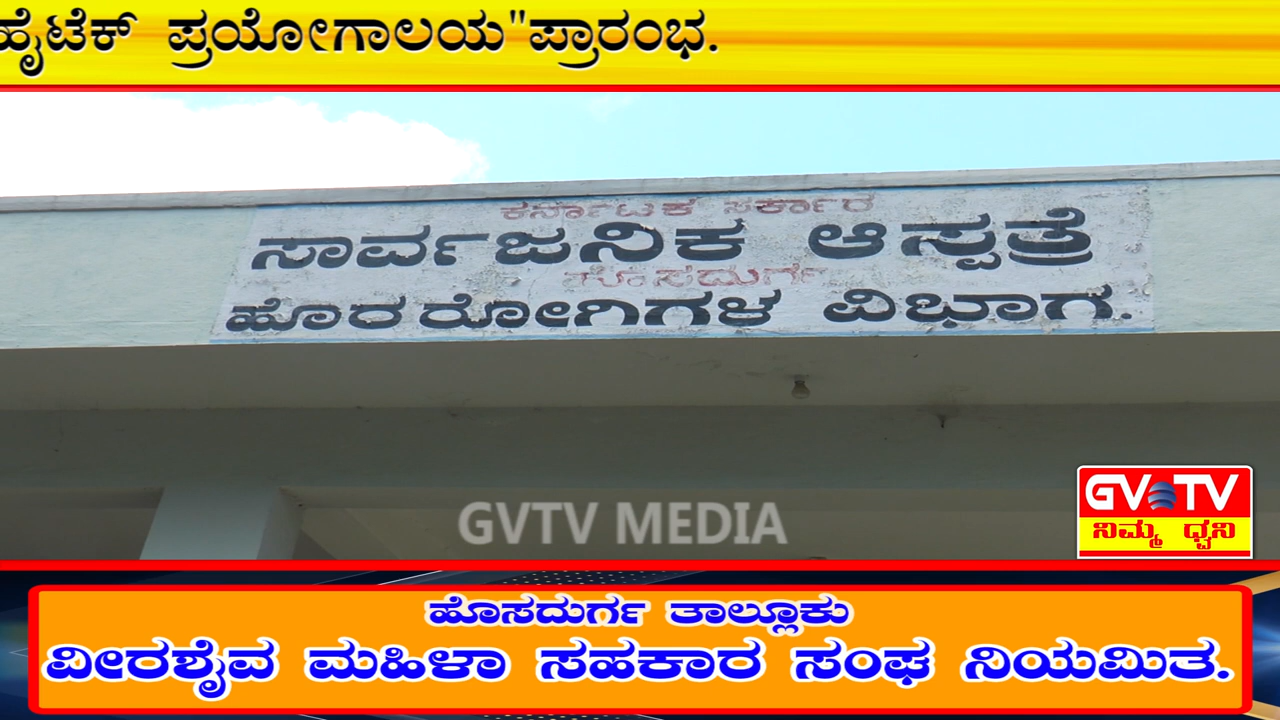 ಹೈಟೆಕ್ ಪ್ರಯೋಗಾಲಯ"ಪ್ರಾರಂಭ.
ಕರ್ನಾಟಕ ಸರ್ಕಾರ
ಸಾರ್ವಜನಿಕ ಆಸ್ಪತ್ರೆ
ಹೊಸದುರ್ಗ
ಹೊರರೋಗಿಗಳ ವಿಭಾಗ.
GVTV MEDIA
GVTV
ನಿಮ್ಮ ಧ್ವನಿ
ಹೊಸದುರ್ಗ ತಾಲ್ಲೂಕು
ವೀರಶೈವ ಮಹಿಳಾ ಸಹಕಾರ ಸಂಘ ನಿಯಮಿತ.